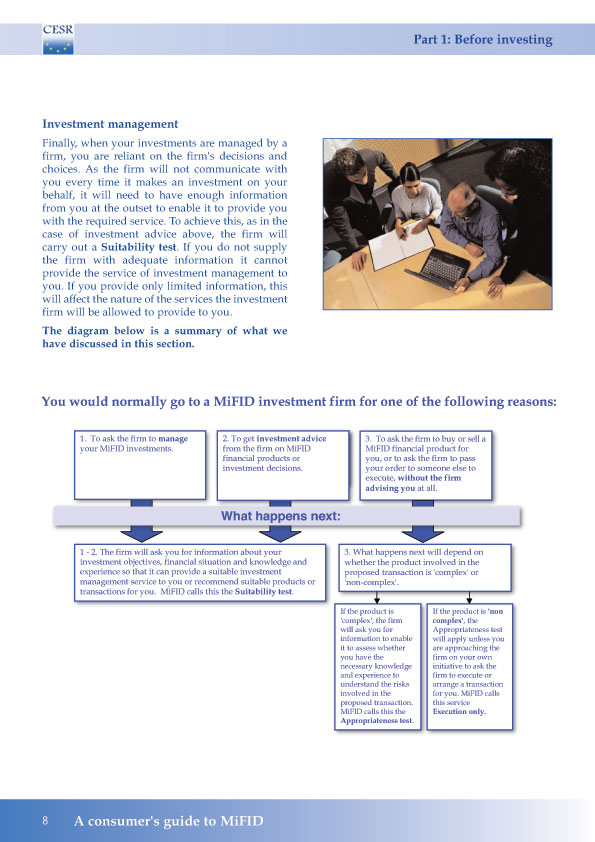 CESR
Part 1: Before investing
Investment management
Finally, when your investments are managed by a
firm, you are reliant on the firm's decisions and
choices. As the firm will not communicate with
you every time it makes an investment on your
behalf, it will need to have enough information
from you at the outset to enable it to provide you
with the required service. To achieve this, as in the
case of investment advice above, the firm will
carry out a Suitability test. If you do not supply
the firm with adequate information it cannot
provide the service of investment management to
you. If you provide only limited information, this
will affect the nature of the services the investment
firm will be allowed to provide to you.
The diagram below is a summary of what we
have discussed in this section.
You would normally go to a MiFID investment firm for one of the following reasons:
1. To ask the firm to manage
your MiFID investments.
2. To get investment advice
from the firm on MiFID
financial products or
investment decisions.
3. To ask the firm to buy or sell a
MiFID financial product for
you, or to ask the firm to pass
your order to someone else to
execute, without the firm
advising you at all.
What happens next:
1 - 2. The firm will ask you for information about your
investment objectives, financial situation and knowledge and
experience so that it can provide a suitable investment
management service to you or recommend suitable products or
transactions for you. MiFID calls this the Suitability test.
3. What happens next will depend on
whether the product involved in the
proposed transaction is 'complex' or
'non-complex'.
If the product is
'complex', the firm
will ask you for
information to enable
it to assess whether
you have the
necessary knowledge
and experience to
understand the risks
involved in the
proposed transaction.
MiFID calls this the
Appropriateness test.
If the product is 'non
complex', the
Appropriateness test
will apply unless you
are approaching the
firm on your own
initiative to ask the
firm to execute or
arrange a transaction
for you. MiFID calls
this service
Execution only.
8 A consumer's guide to MiFID